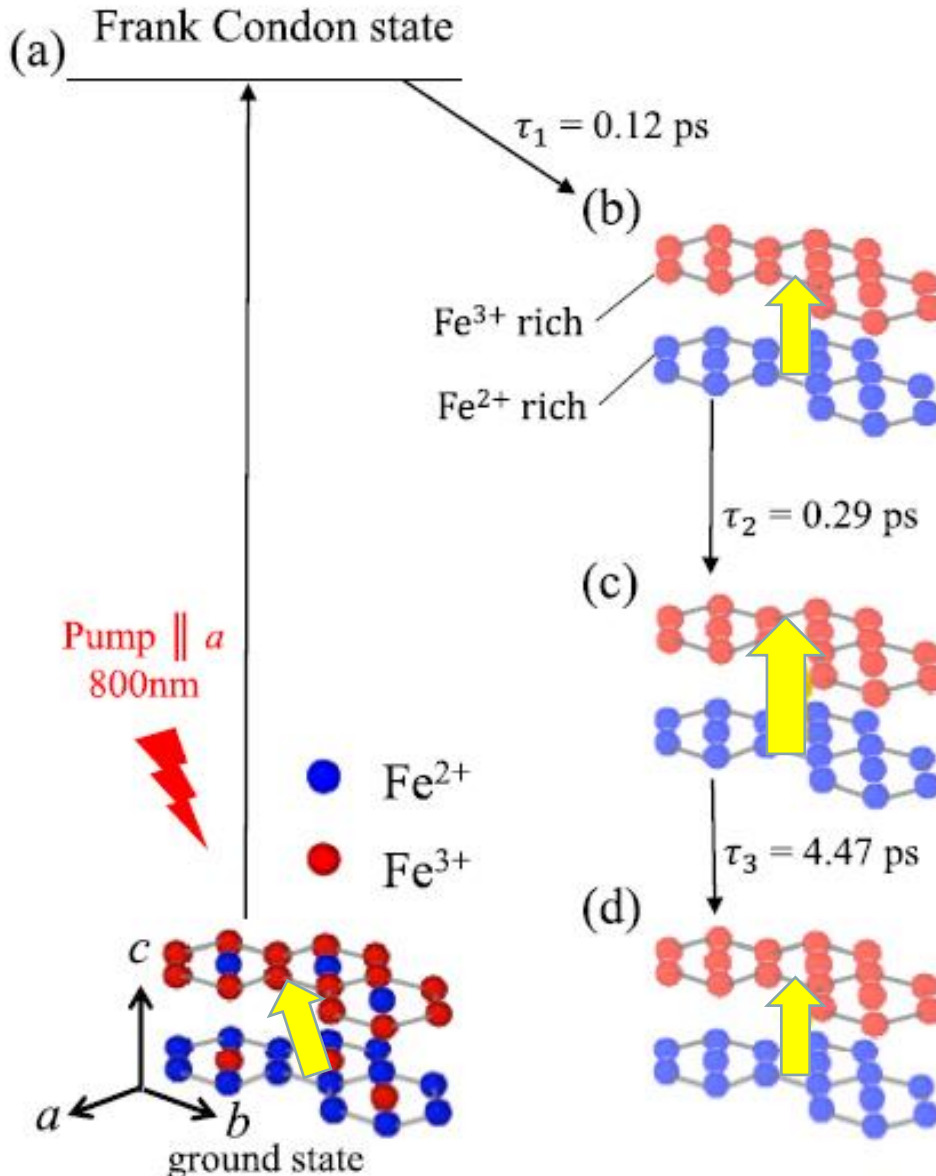 (a)
Frank Condon state
τ₁ = 0.12 ps
(b)
Fe³⁺ rich
Fe²⁺ rich
τ₂ = 0.29 ps
(c)
Pump ∥ a
800nm
Fe²⁺
Fe³⁺
τ₃ = 4.47 ps
(d)
c
a
b
ground state